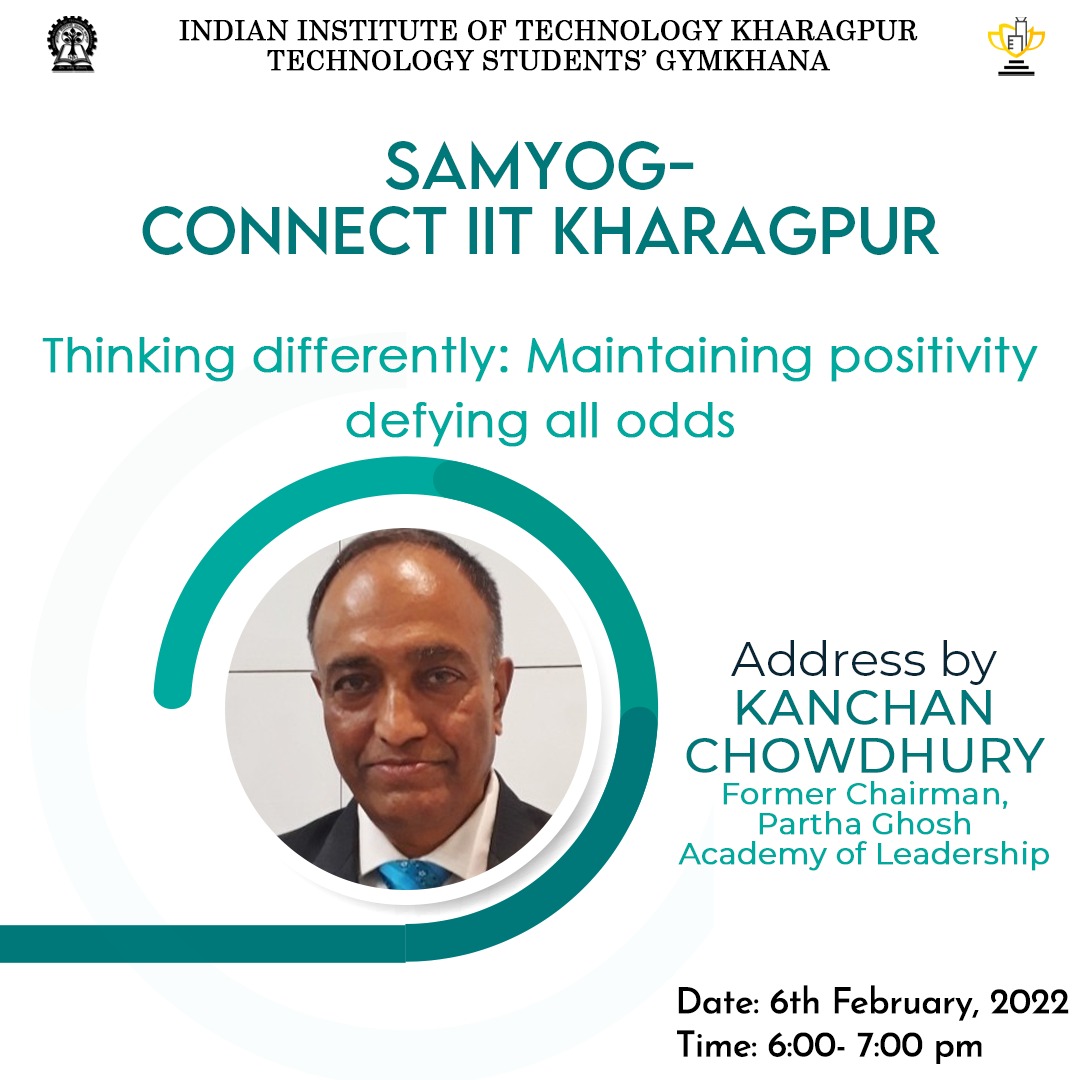 INDIAN INSTITUTE OF TECHNOLOGY KHARAGPUR
TECHNOLOGY STUDENTS' GYMKHANA
SAMYOG-
CONNECT IIT KHARAGPUR
Thinking differently: Maintaining positivity
defying all odds
Address by
KANCHAN
CHOWDHURY
Former Chairman,
Partha Ghosh
Academy of Leadership
Date: 6th February, 2022
Time: 6:00- 7:00 pm